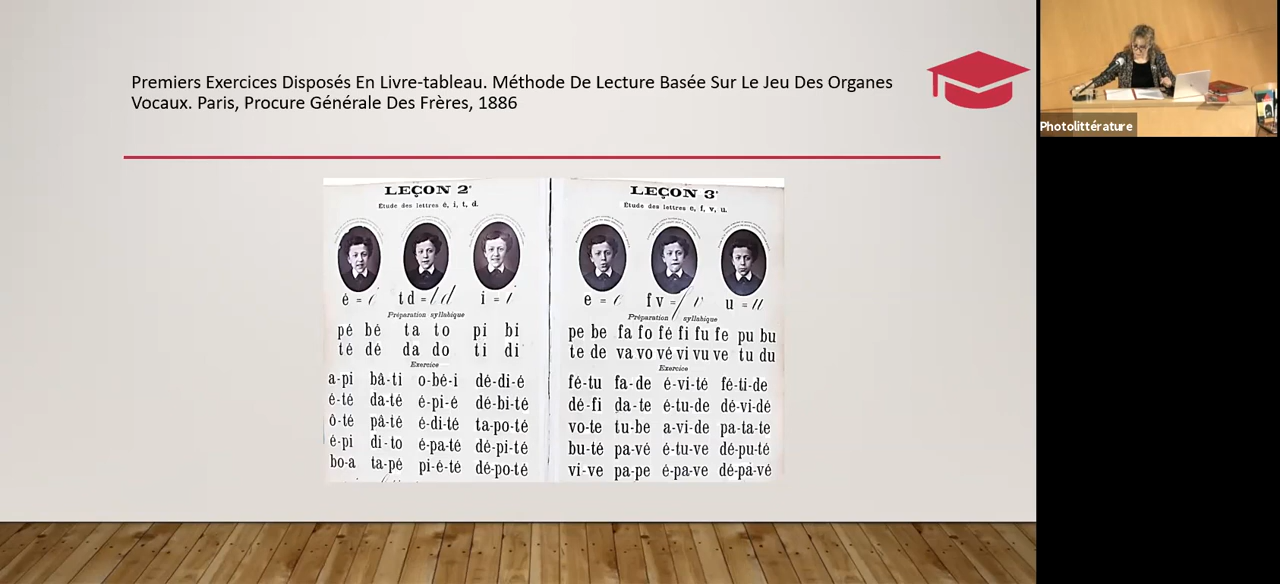 Premiers Exercices Disposés En Livre-tableau. Méthode De Lecture Basée Sur Le Jeu Des Organes
Vocaux. Paris, Procure Générale Des Frères, 1886
Photolittérature
LEÇON 2e
Étude des lettres é, i, t, d.
é = é
t d = t d
i = i
Préparation syllabique
pé bé ta to pi bi
té dé da do ti di
Exercice
a-pi bâ-ti o-bé-i dé-di-é
é-té da-té é-pi-é dé-bi-té
ô-té pâ-té é-di-té ta-po-té
é-pi di-to é-pa-té dé-pi-té
bo-a ta-pé pi-é-té dé-po-té
LEÇON 3e
Étude des lettres e, f, v, u.
e = e
f v = f v
u = u
Préparation syllabique
pe be fa fo fé fi fu fe pu bu
te de va vo vé vi vu ve tu du
Exercice
fé-tu fa-de é-vi-té fé-ti-de
dé-fi da-te é-tu-de dé-vi-dé
vo-te tu-be a-vi-de pa-ta-te
bu-té pa-vé é-tu-ve dé-pu-té
vi-ve pa-pe é-pa-ve dé-pa-vé